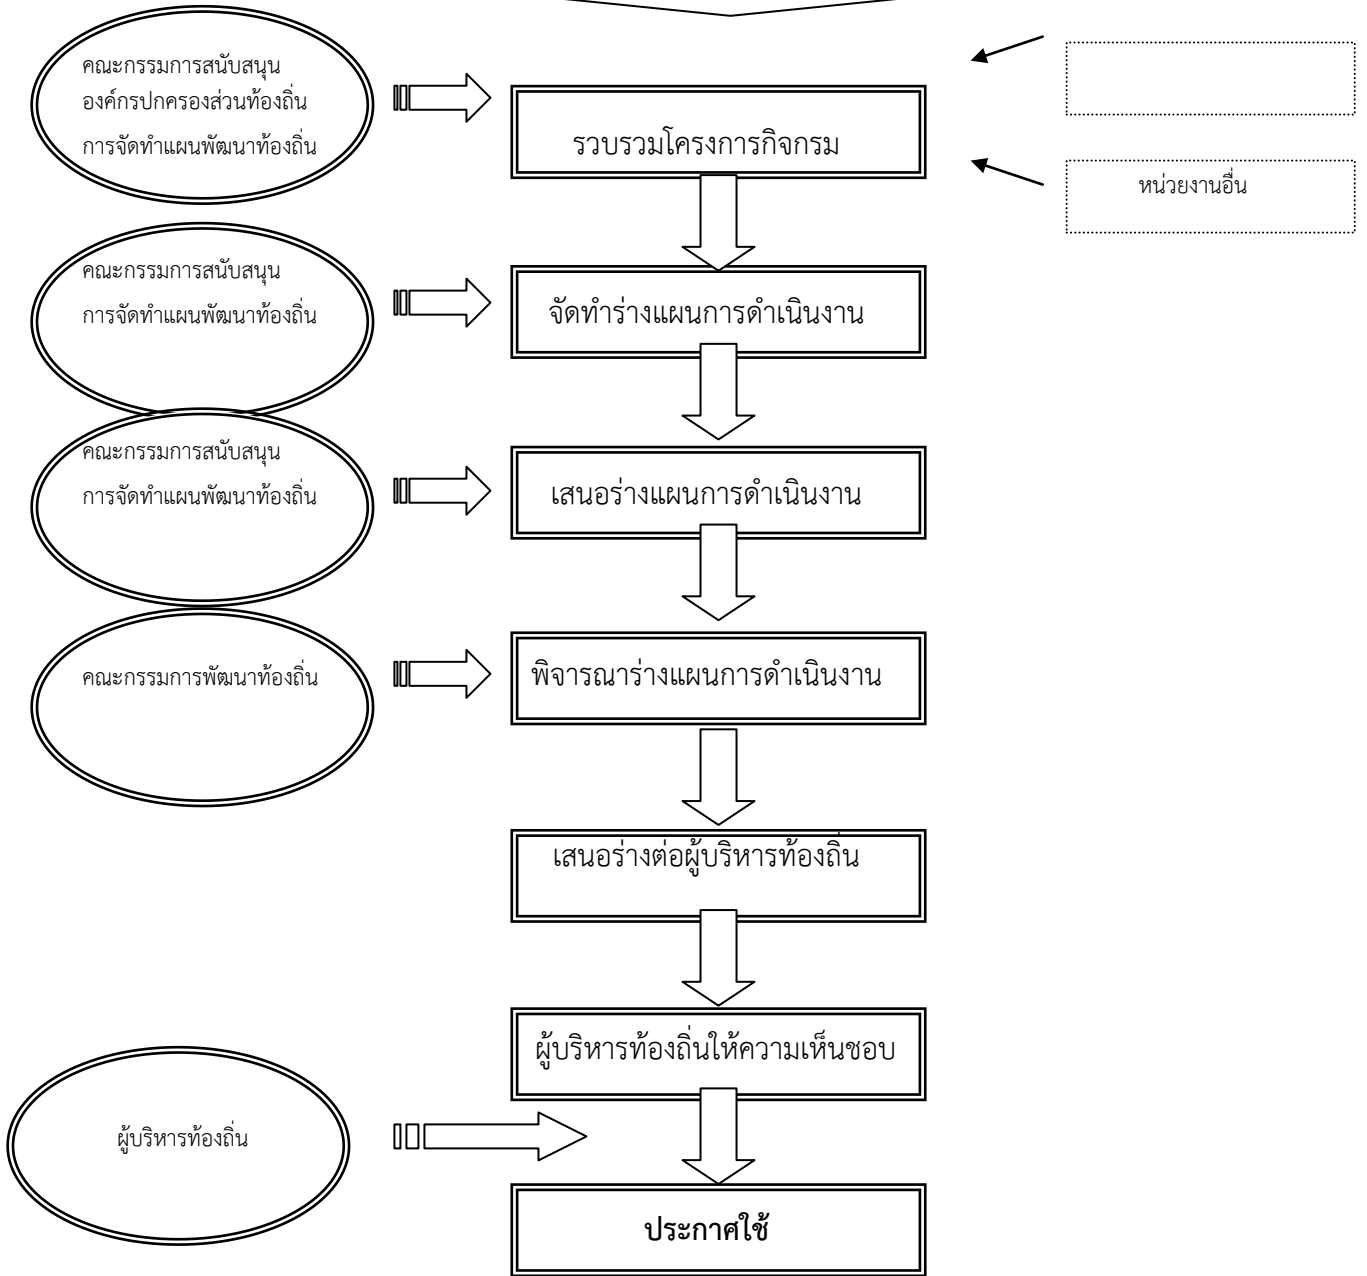 คณะกรรมการสนับสนุน
องค์กรปกครองส่วนท้องถิ่น
การจัดทำแผนพัฒนาท้องถิ่น
รวบรวมโครงการกิจกรม
หน่วยงานอื่น
คณะกรรมการสนับสนุน
การจัดทำแผนพัฒนาท้องถิ่น
จัดทำร่างแผนการดำเนินงาน
คณะกรรมการสนับสนุน
การจัดทำแผนพัฒนาท้องถิ่น
เสนอร่างแผนการดำเนินงาน
คณะกรรมการพัฒนาท้องถิ่น
พิจารณาร่างแผนการดำเนินงาน
เสนอร่างต่อผู้บริหารท้องถิ่น
ผู้บริหารท้องถิ่นให้ความเห็นชอบ
ผู้บริหารท้องถิ่น
ประกาศใช้